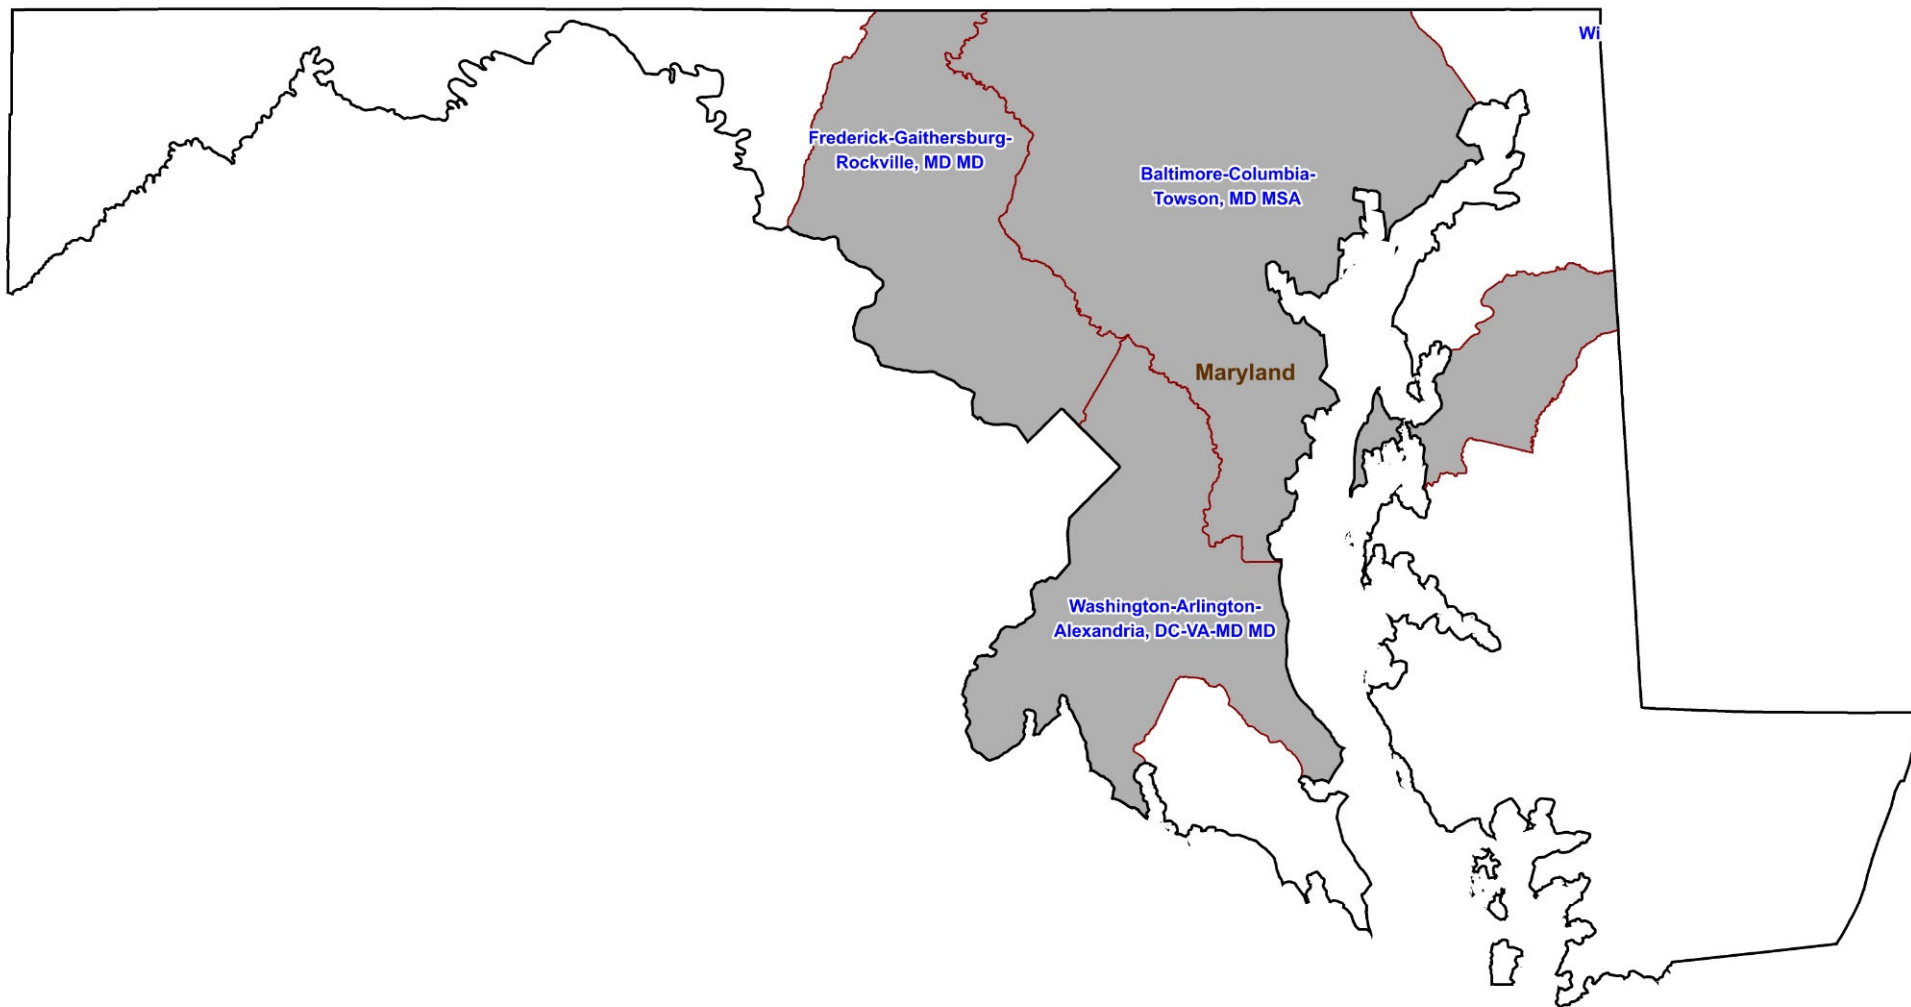 Wi
Frederick-Gaithersburg-
Rockville, MD MD
Baltimore-Columbia-
Towson, MD MSA
Maryland
Washington-Arlington-
Alexandria, DC-VA-MD MD